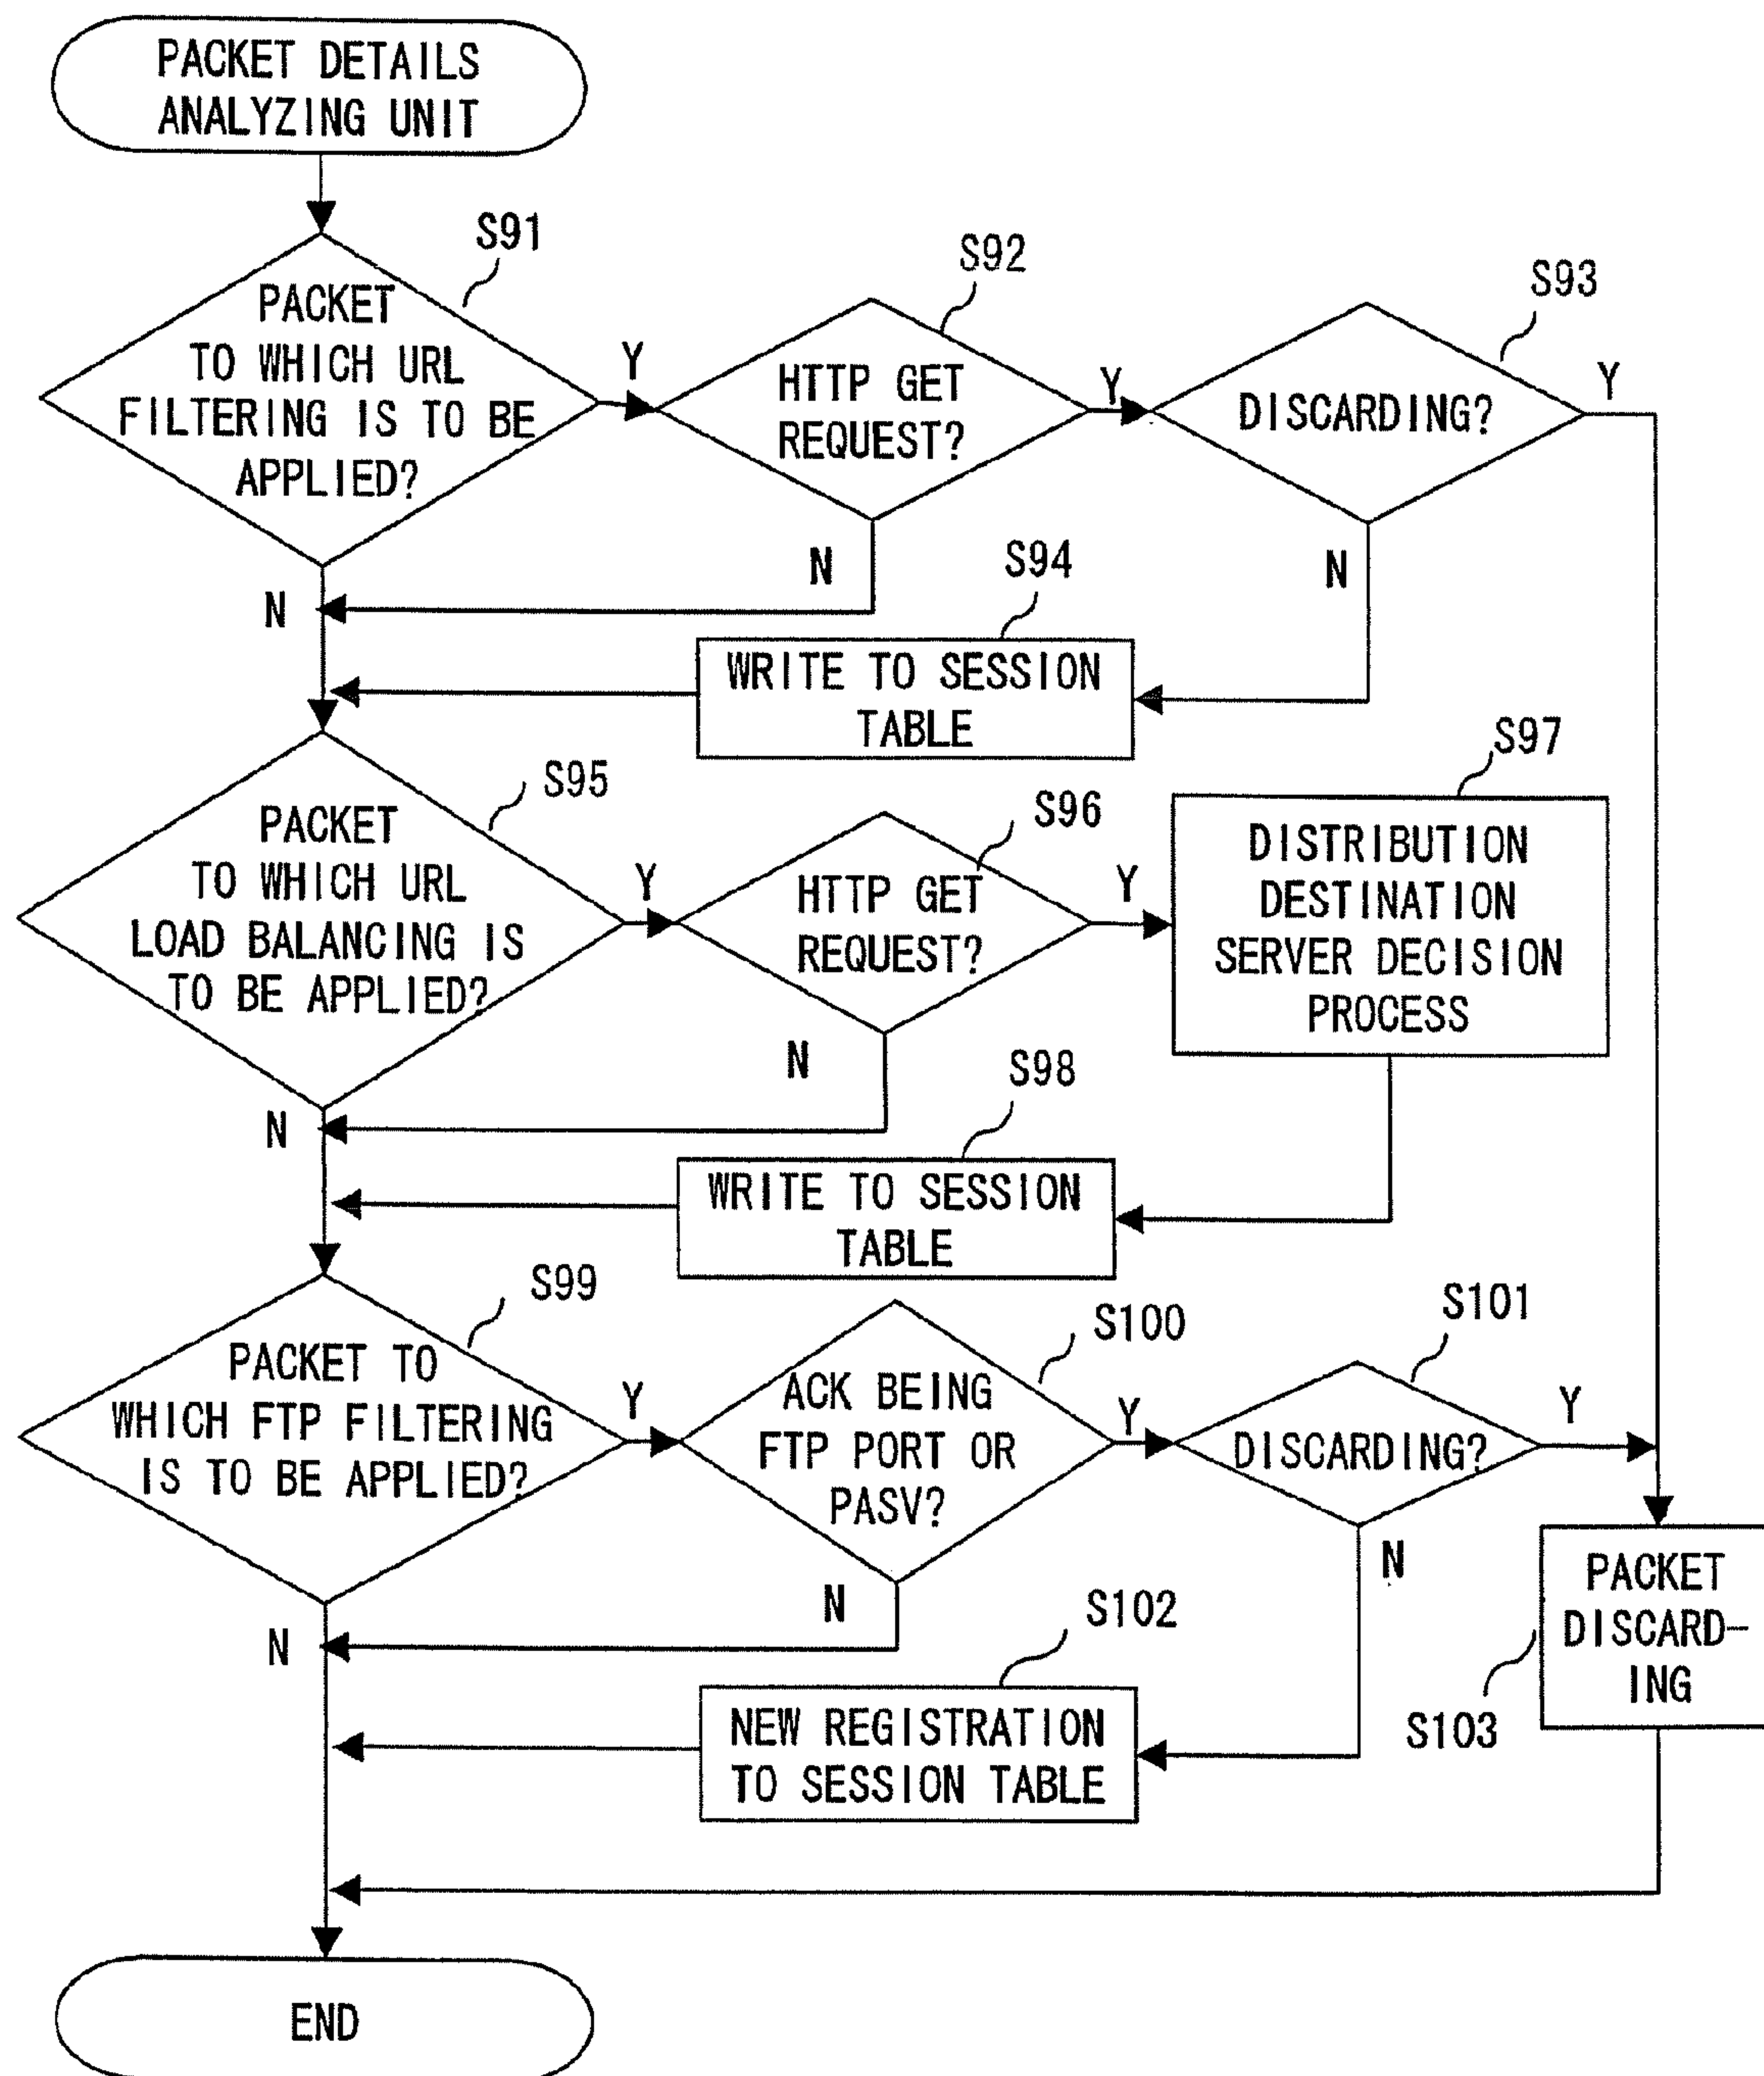 PACKET DETAILS
ANALYZING UNIT
S91
PACKET
TO WHICH URL
FILTERING IS TO BE
APPLIED?
Y
N
S92
HTTP GET
REQUEST?
Y
N
S93
DISCARDING?
Y
N
S94
WRITE TO SESSION
TABLE
S95
PACKET
TO WHICH URL
LOAD BALANCING IS
TO BE APPLIED?
Y
N
S96
HTTP GET
REQUEST?
Y
N
S97
DISTRIBUTION
DESTINATION
SERVER DECISION
PROCESS
S98
WRITE TO SESSION
TABLE
S99
PACKET TO
WHICH FTP FILTERING
IS TO BE APPLIED?
Y
N
S100
ACK BEING
FTP PORT OR
PASV?
Y
N
S101
DISCARDING?
Y
N
S102
NEW REGISTRATION
TO SESSION TABLE
S103
PACKET
DISCARD-
ING
END